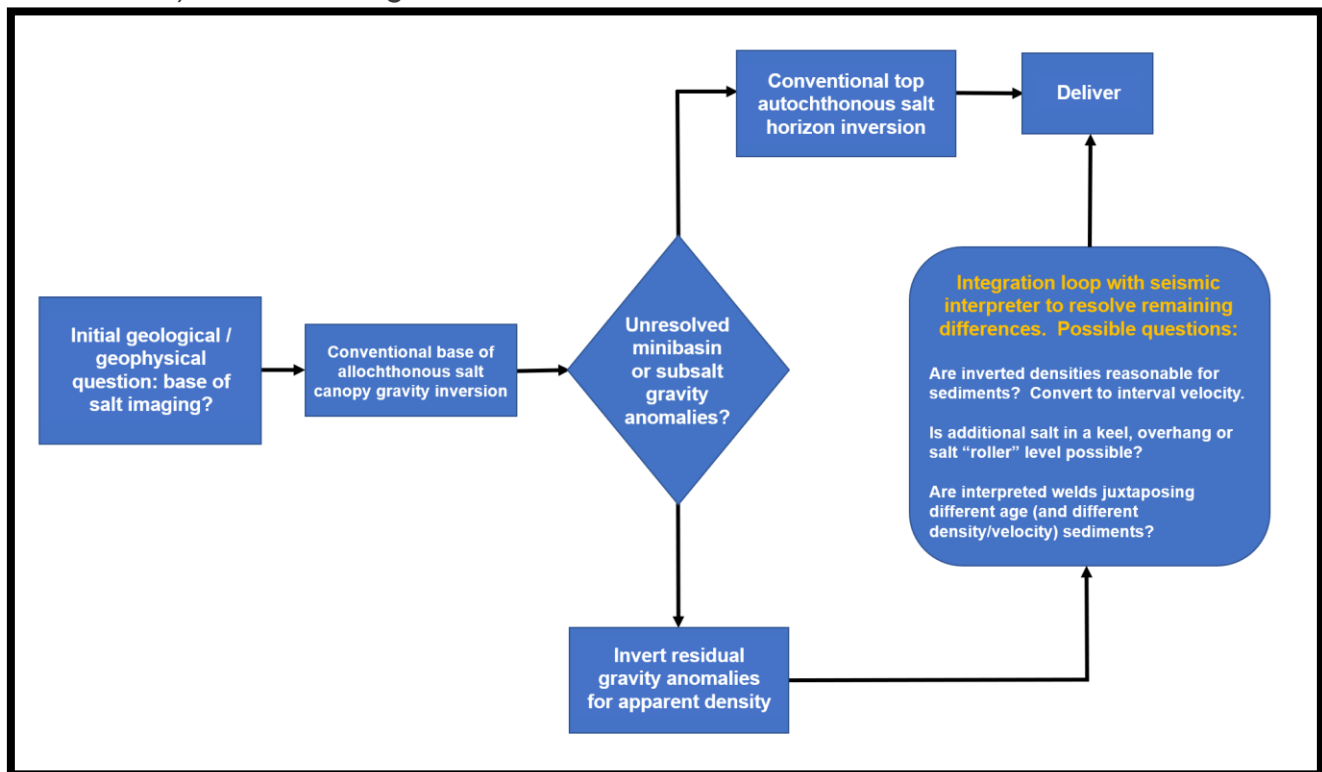 Initial geological /
geophysical
question: base of
salt imaging?
Conventional base of
allochthonous salt
canopy gravity inversion
Unresolved
minibasin
or subsalt
gravity
anomalies?
Conventional top
autochthonous salt
horizon inversion
Deliver
Invert residual
gravity anomalies
for apparent density
Integration loop with seismic
interpreter to resolve remaining
differences.  Possible questions:
Are inverted densities reasonable for
sediments?  Convert to interval velocity.
Is additional salt in a keel, overhang or
salt “roller” level possible?
Are interpreted welds juxtaposing
different age (and different
density/velocity) sediments?